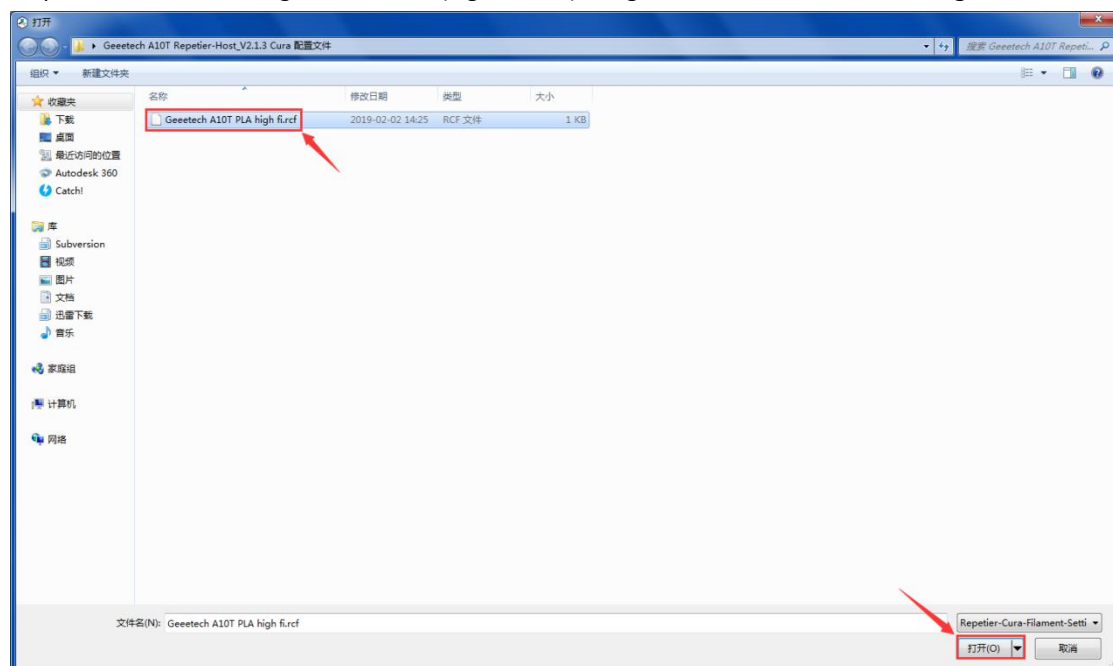 打开
Geeetech A10T Repetier-Host_V2.1.3 Cura 配置文件
搜索 Geeetech A10T Repeti...
组织 新建文件夹
名称 修改日期 类型 大小
Geeetech A10T PLA high fi.rcf 2019-02-02 14:25 RCF 文件 1 KB
收藏夹
下载
桌面
最近访问的位置
Autodesk 360
Catch!
库
Subversion
视频
图片
文档
迅雷下载
音乐
家庭组
计算机
网络
文件名(N): Geeetech A10T PLA high fi.rcf
Repetier-Cura-Filament-Setti
打开(O) 取消